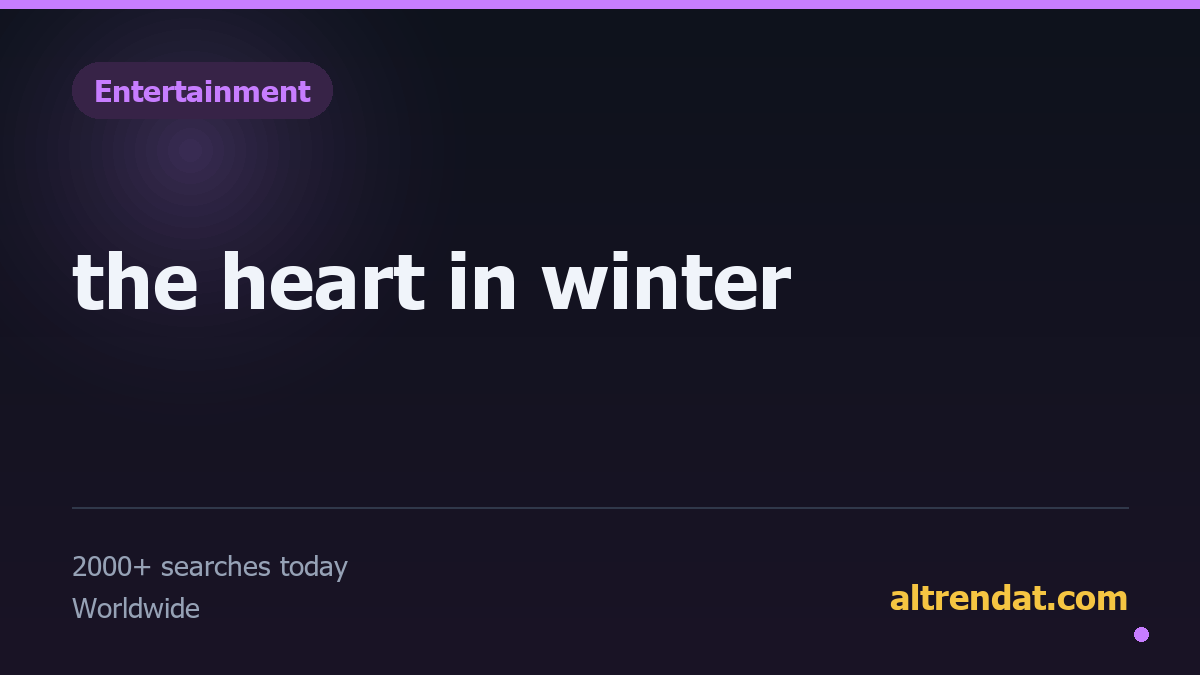 Entertainment
the heart in winter
2000+ searches today
Worldwide
altrendat.com